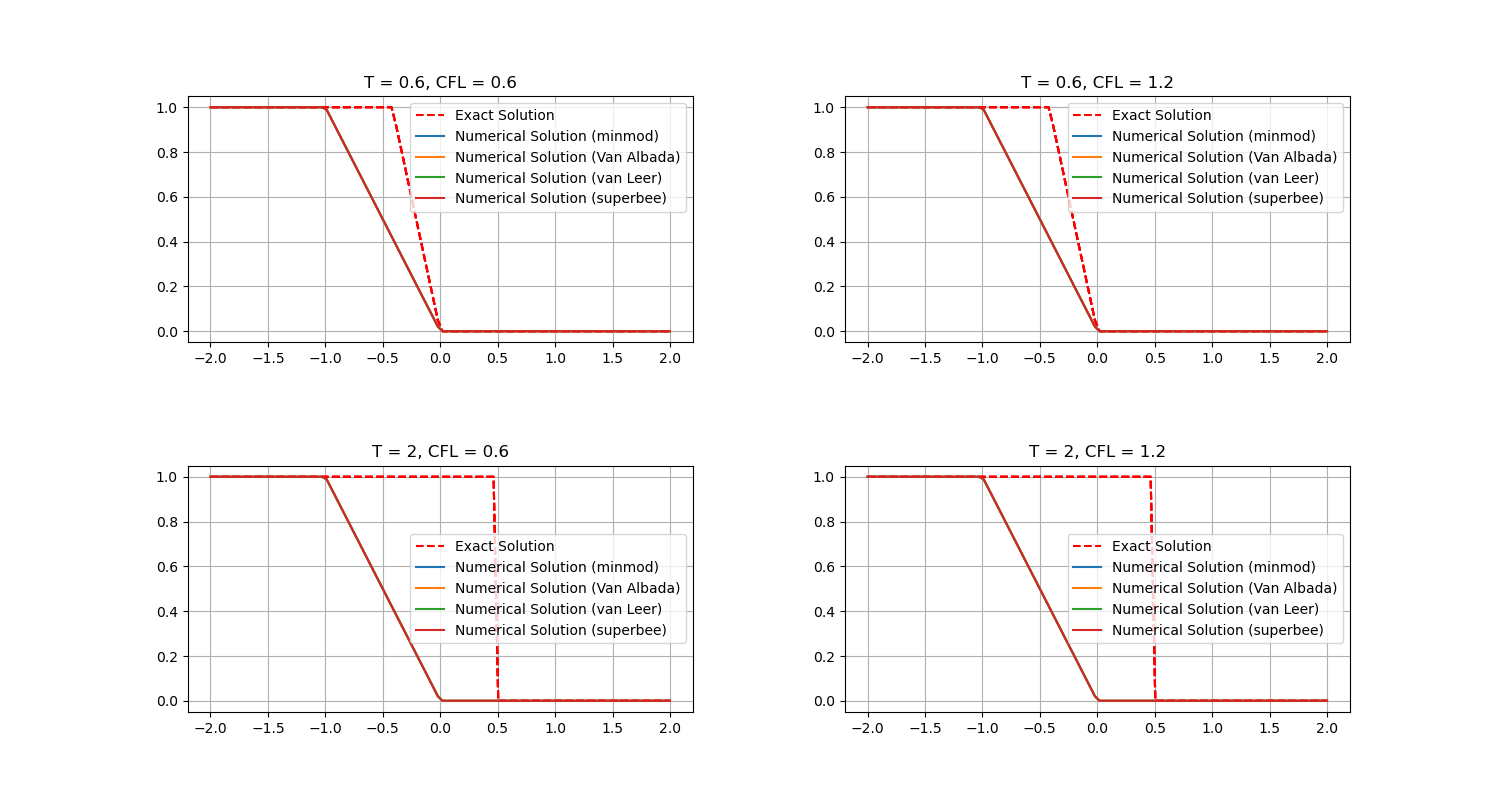 T = 0.6, CFL = 0.6
1.0
0.8
0.6
0.4
0.2
0.0
Exact Solution
Numerical Solution (minmod)
Numerical Solution (Van Albada)
Numerical Solution (van Leer)
Numerical Solution (superbee)
−2.0 −1.5 −1.0 −0.5 0.0 0.5 1.0 1.5 2.0
T = 0.6, CFL = 1.2
1.0
0.8
0.6
0.4
0.2
0.0
Exact Solution
Numerical Solution (minmod)
Numerical Solution (Van Albada)
Numerical Solution (van Leer)
Numerical Solution (superbee)
−2.0 −1.5 −1.0 −0.5 0.0 0.5 1.0 1.5 2.0
T = 2, CFL = 0.6
1.0
0.8
0.6
0.4
0.2
0.0
Exact Solution
Numerical Solution (minmod)
Numerical Solution (Van Albada)
Numerical Solution (van Leer)
Numerical Solution (superbee)
−2.0 −1.5 −1.0 −0.5 0.0 0.5 1.0 1.5 2.0
T = 2, CFL = 1.2
1.0
0.8
0.6
0.4
0.2
0.0
Exact Solution
Numerical Solution (minmod)
Numerical Solution (Van Albada)
Numerical Solution (van Leer)
Numerical Solution (superbee)
−2.0 −1.5 −1.0 −0.5 0.0 0.5 1.0 1.5 2.0